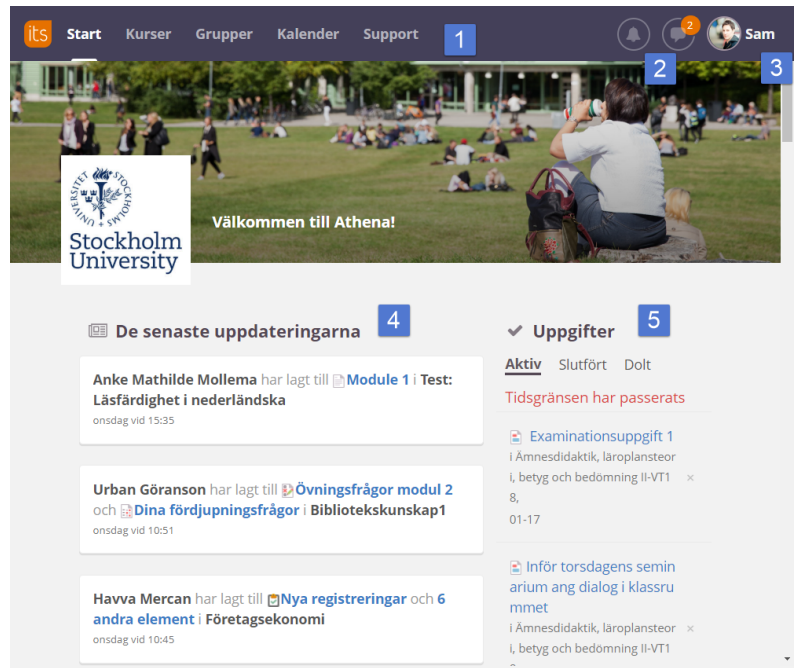 its Start Kurser Grupper Kalender Support 1 2 Sam
2 3
UNIVERSITET STOCKHOLMS
Stockholm
University
Välkommen till Athena!
De senaste uppdateringarna 4
Anke Mathilde Mollema har lagt till Module 1 i Test:
Läsfärdighet i nederländska
onsdag vid 15:35
Urban Göranson har lagt till Övningsfrågor modul 2
och Dina fördjupningsfrågor i Bibliotekskunskap1
onsdag vid 10:51
Havva Mercan har lagt till Nya registreringar och 6
andra element i Företagsekonomi
onsdag vid 10:45
Uppgifter 5
Aktiv Slutfört Dolt
Tidsgränsen har passerats
Examinationsuppgift 1
i Ämnesdidaktik, läroplansteor
i, betyg och bedömning II-VT1
8,
01-17
Inför torsdagens semin
arium ang dialog i klassru
mmet
i Ämnesdidaktik, läroplansteor
i, betyg och bedömning II-VT1